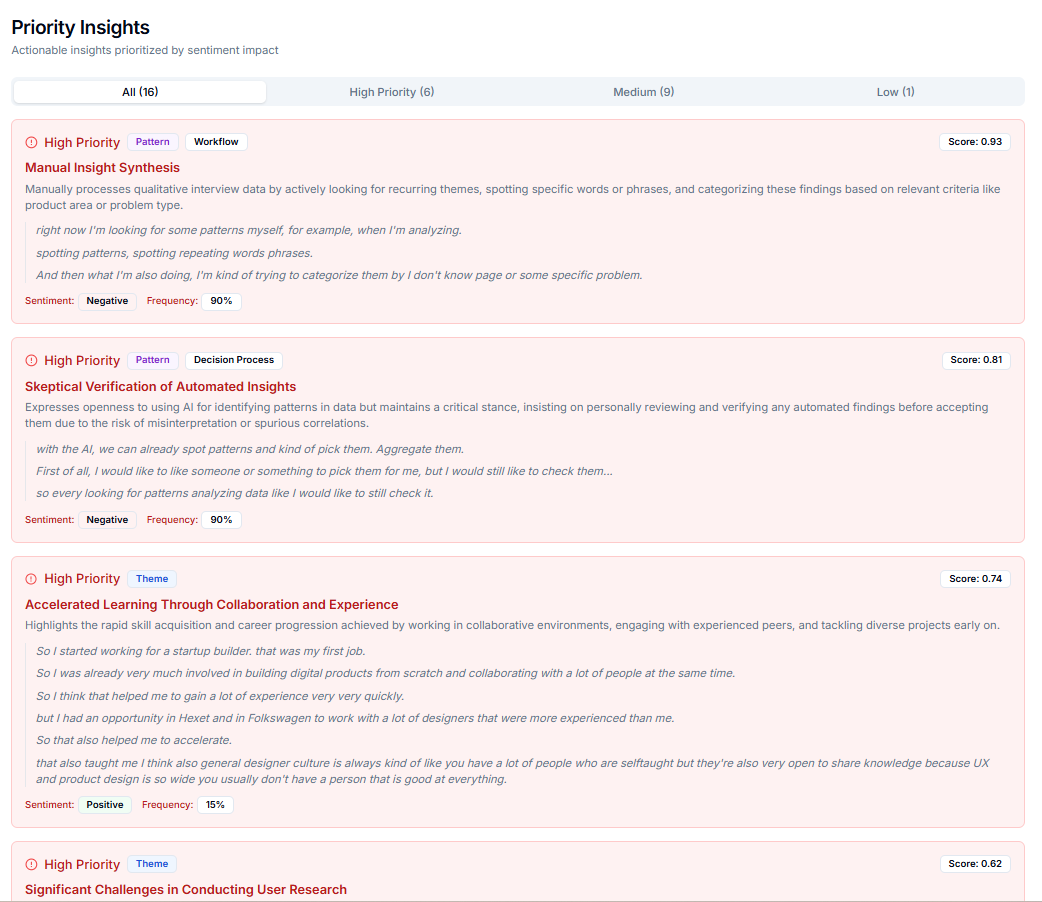 Priority Insights
Actionable insights prioritized by sentiment impact
All (16) High Priority (6) Medium (9) Low (1)
High Priority Pattern Workflow Score: 0.93
Manual Insight Synthesis
Manually processes qualitative interview data by actively looking for recurring themes, spotting specific words or phrases, and categorizing these findings based on relevant criteria like
product area or problem type.
right now I'm looking for some patterns myself, for example, when I'm analyzing.
spotting patterns, spotting repeating words phrases.
And then what I'm also doing, I'm kind of trying to categorize them by I don't know page or some specific problem.
Sentiment: Negative Frequency: 90%
High Priority Pattern Decision Process Score: 0.81
Skeptical Verification of Automated Insights
Expresses openness to using AI for identifying patterns in data but maintains a critical stance, insisting on personally reviewing and verifying any automated findings before accepting
them due to the risk of misinterpretation or spurious correlations.
with the AI, we can already spot patterns and kind of pick them. Aggregate them.
First of all, I would like to like someone or something to pick them for me, but I would still like to check them...
so every looking for patterns analyzing data like I would like to still check it.
Sentiment: Negative Frequency: 90%
High Priority Theme Score: 0.74
Accelerated Learning Through Collaboration and Experience
Highlights the rapid skill acquisition and career progression achieved by working in collaborative environments, engaging with experienced peers, and tackling diverse projects early on.
So I started working for a startup builder. that was my first job.
So I was already very much involved in building digital products from scratch and collaborating with a lot of people at the same time.
So I think that helped me to gain a lot of experience very very quickly.
but I had an opportunity in Hexet and in Folkswagen to work with a lot of designers that were more experienced than me.
So that also helped me to accelerate.
that also taught me I think also general designer culture is always kind of like you have a lot of people who are selftaught but they're also very open to share knowledge because UX
and product design is so wide you usually don't have a person that is good at everything.
Sentiment: Positive Frequency: 15%
High Priority Theme Score: 0.62
Significant Challenges in Conducting User Research